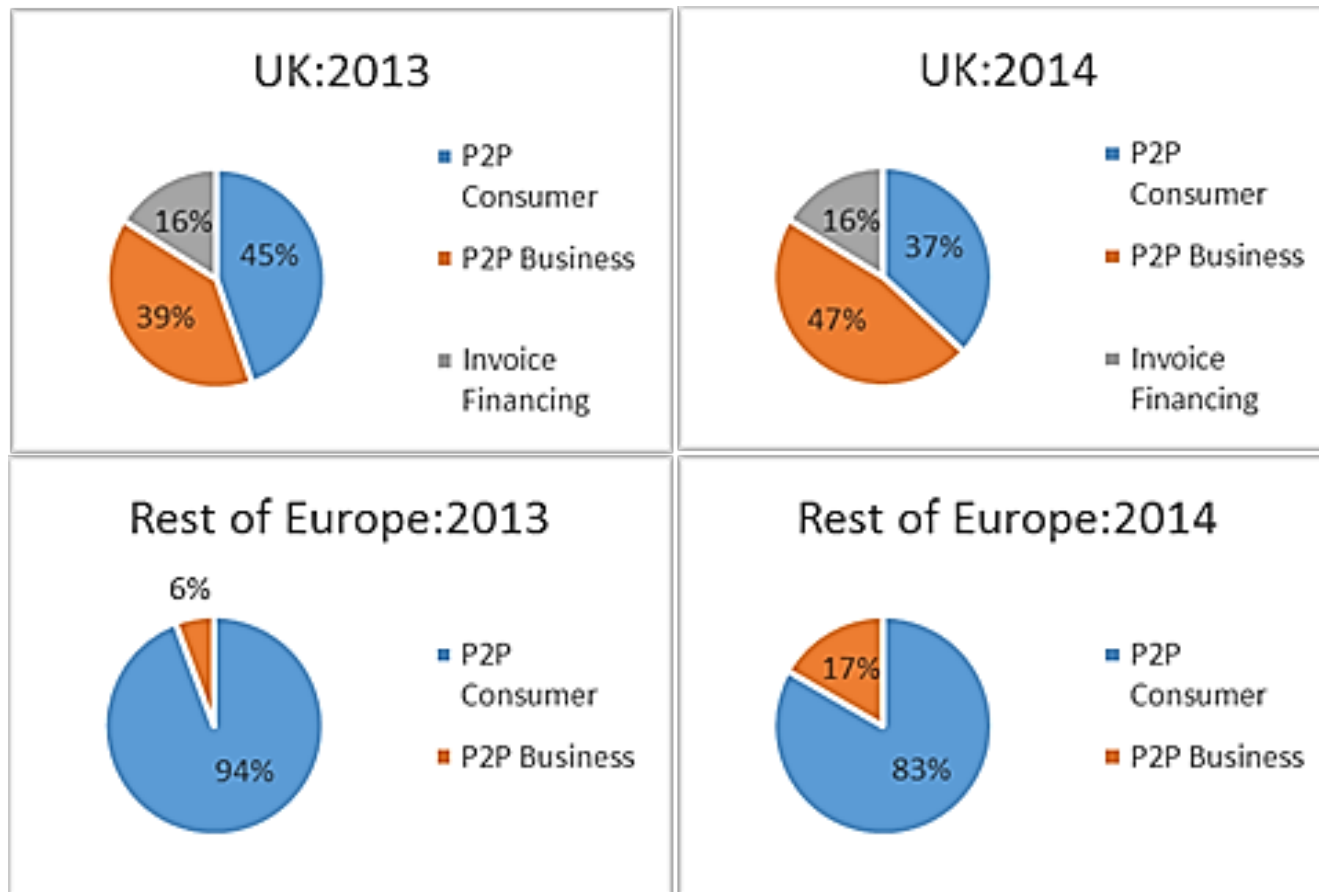 UK:2013
P2P
Consumer
P2P Business
Invoice
Financing
16%
45%
39%
UK:2014
P2P
Consumer
P2P Business
Invoice
Financing
16%
37%
47%
Rest of Europe:2013
6%
P2P
Consumer
P2P Business
94%
Rest of Europe:2014
P2P
Consumer
P2P Business
17%
83%